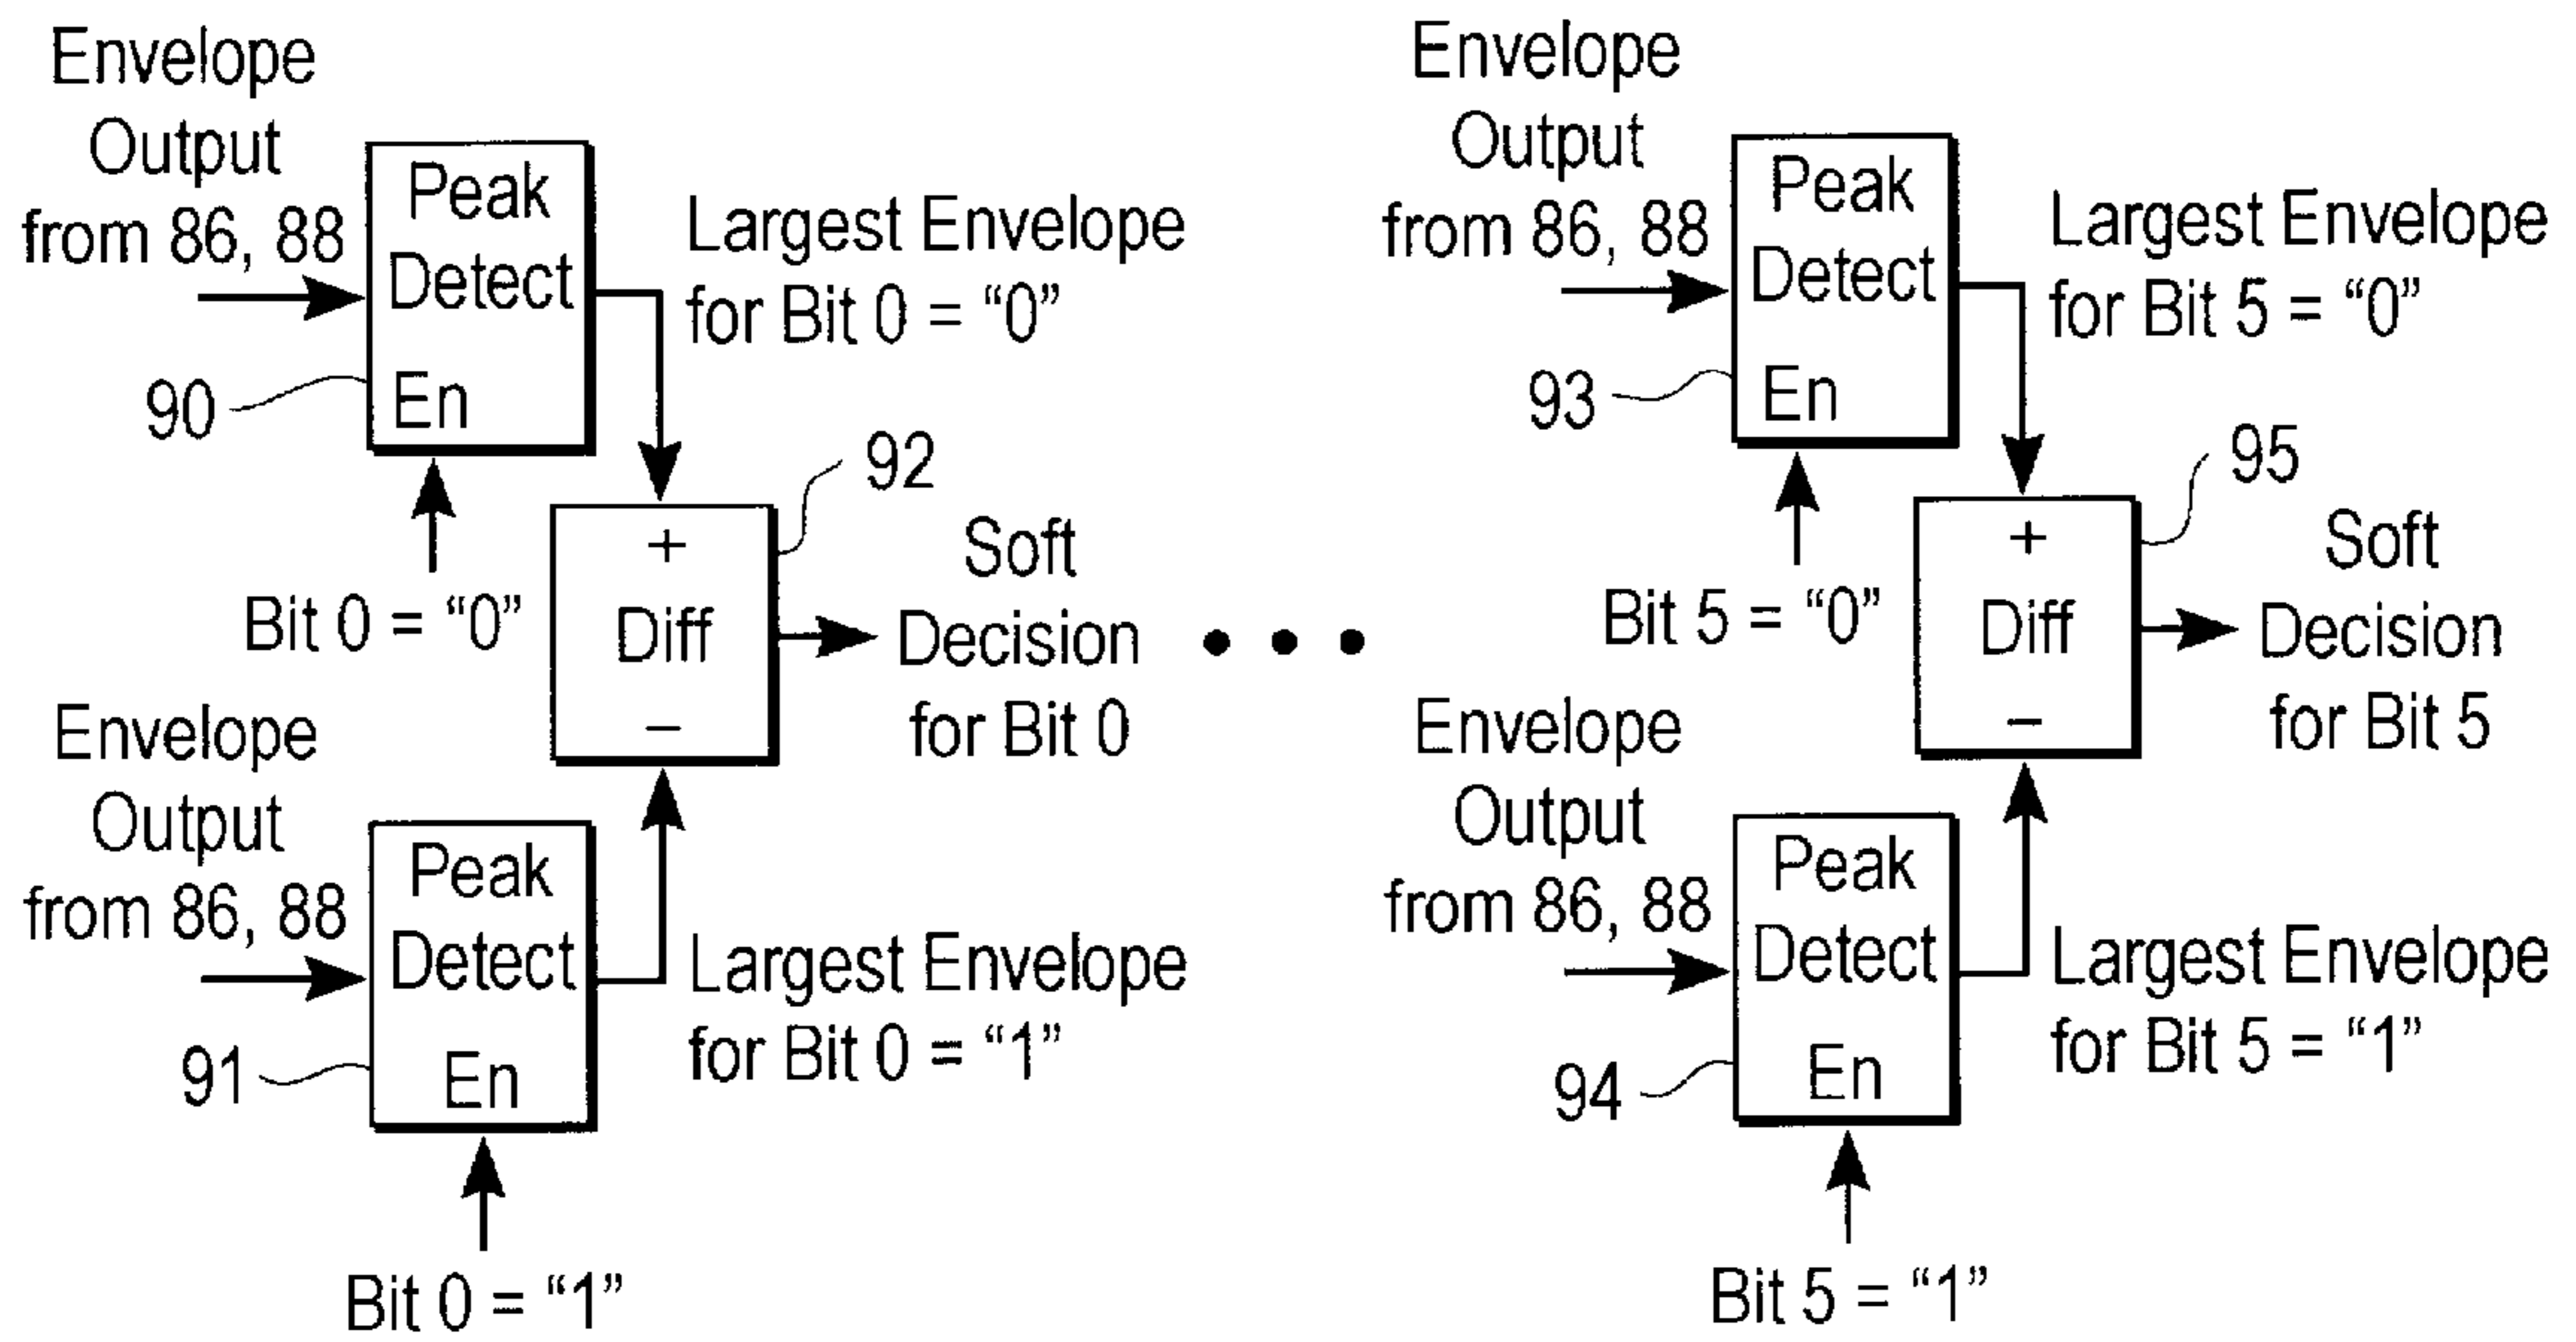 Envelope
Output
from 86, 88
Peak
Detect
En
90
Bit 0 = “0”
Largest Envelope
for Bit 0 = “0”
92
+
Diff
–
Soft
Decision
for Bit 0
Envelope
Output
from 86, 88
Peak
Detect
En
91
Bit 0 = “1”
Largest Envelope
for Bit 0 = “1”
Envelope
Output
from 86, 88
Peak
Detect
En
93
Bit 5 = “0”
Largest Envelope
for Bit 5 = “0”
95
+
Diff
–
Soft
Decision
for Bit 5
Envelope
Output
from 86, 88
Peak
Detect
En
94
Bit 5 = “1”
Largest Envelope
for Bit 5 = “1”